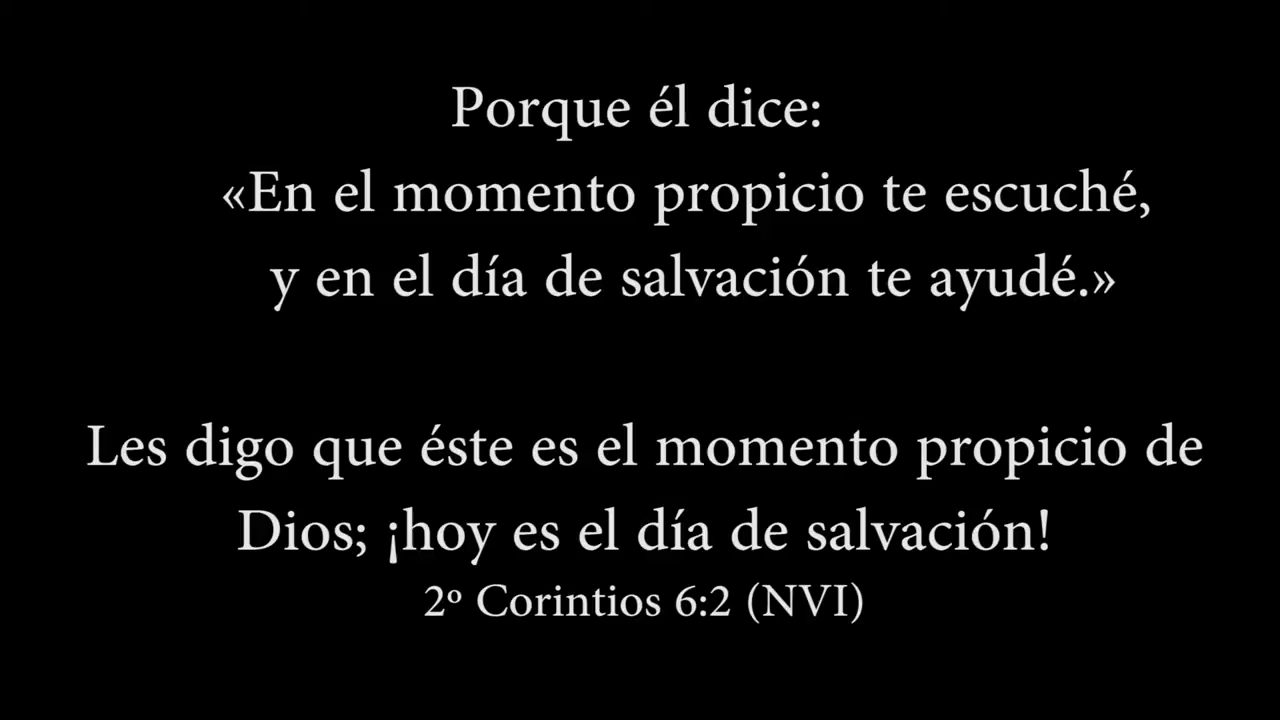 Porque él dice:
«En el momento propicio te escuché,
y en el día de salvación te ayudé.»
Les digo que éste es el momento propicio de
Dios; ¡hoy es el día de salvación!
2º Corintios 6:2 (NVI)